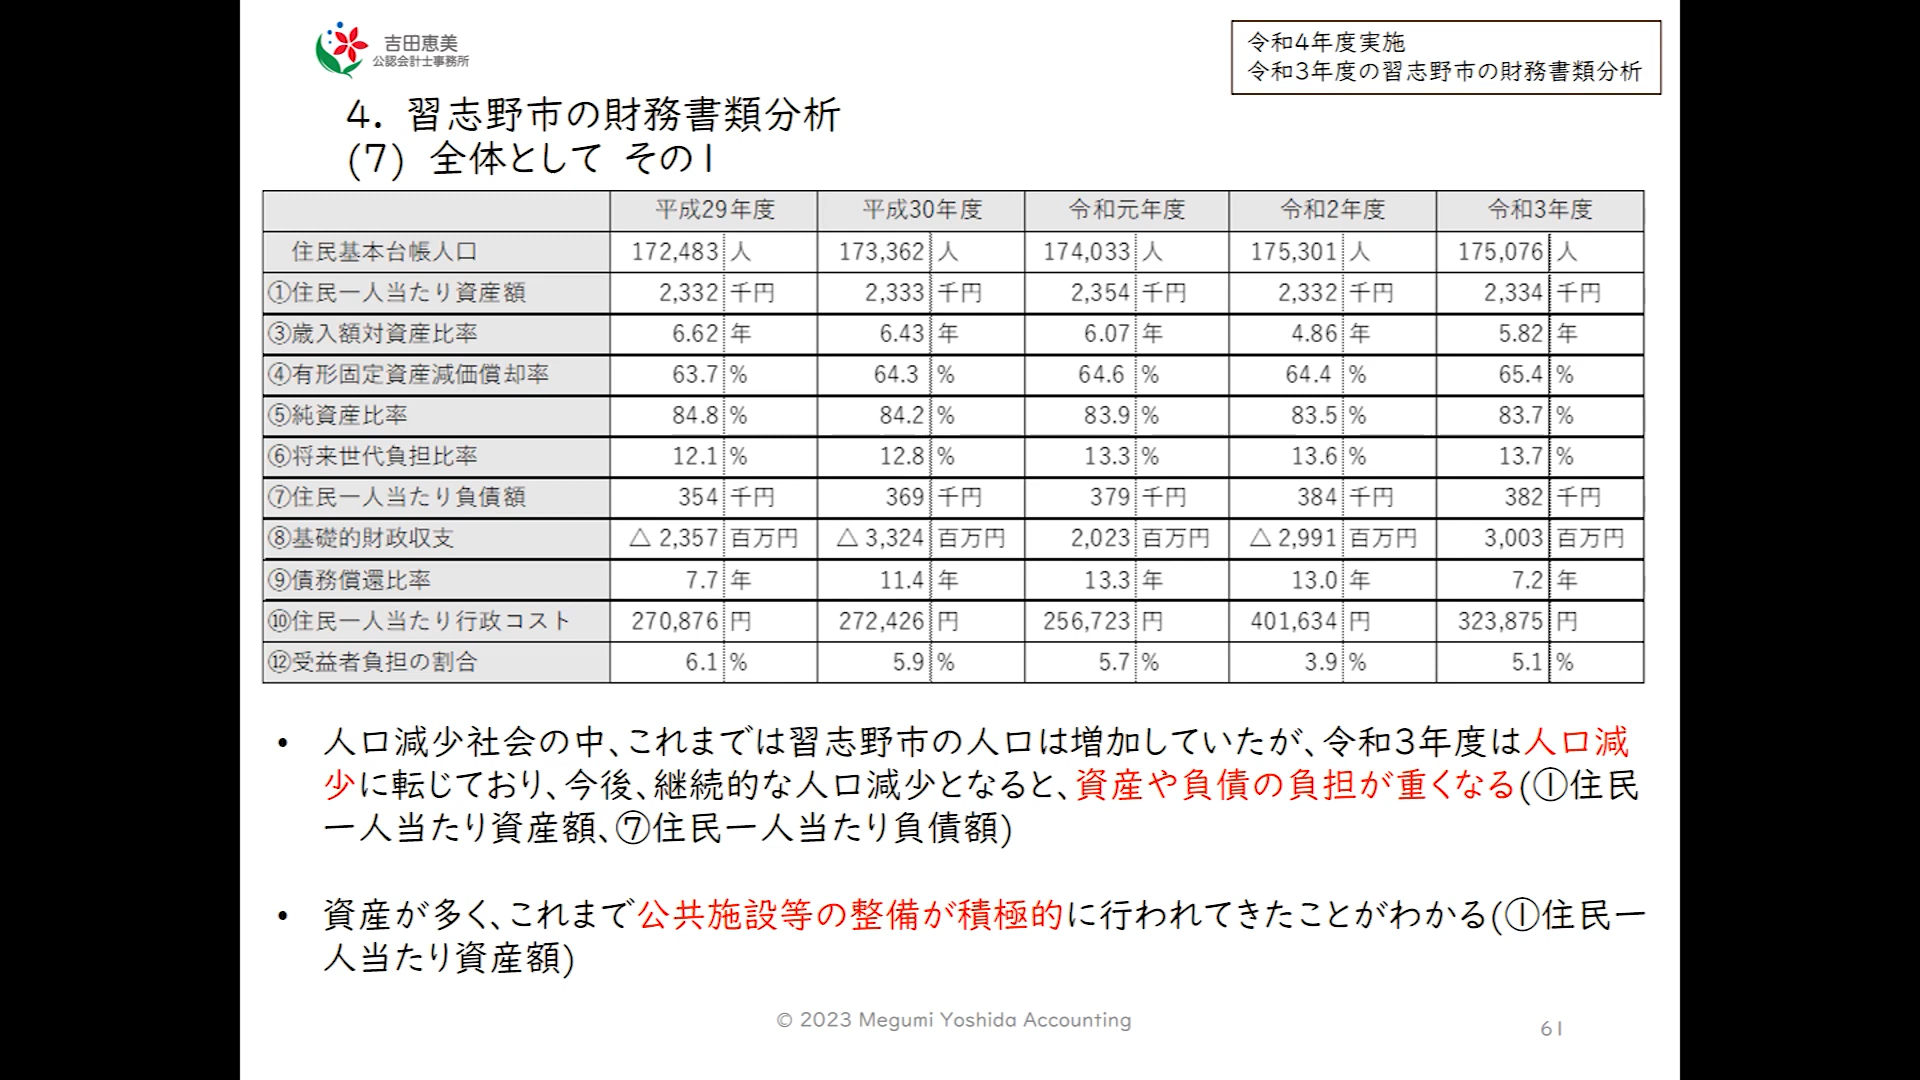 吉田恵美
公認会計士事務所
令和4年度実施
令和3年度の習志野市の財務書類分析
4. 習志野市の財務書類分析
(7) 全体として その1
平成29年度 平成30年度 令和元年度 令和2年度 令和3年度
住民基本台帳人口 172,483 人 173,362 人 174,033 人 175,301 人 175,076 人
①住民一人当たり資産額 2,332 千円 2,333 千円 2,354 千円 2,332 千円 2,334 千円
③歳入額対資産比率 6.62 年 6.43 年 6.07 年 4.86 年 5.82 年
④有形固定資産減価償却率 63.7 % 64.3 % 64.6 % 64.4 % 65.4 %
⑤純資産比率 84.8 % 84.2 % 83.9 % 83.5 % 83.7 %
⑥将来世代負担比率 12.1 % 12.8 % 13.3 % 13.6 % 13.7 %
⑦住民一人当たり負債額 354 千円 369 千円 379 千円 384 千円 382 千円
⑧基礎的財政収支 △ 2,357 百万円 △ 3,324 百万円 2,023 百万円 △ 2,991 百万円 3,003 百万円
⑨債務償還比率 7.7 年 11.4 年 13.3 年 13.0 年 7.2 年
⑩住民一人当たり行政コスト 270,876 円 272,426 円 256,723 円 401,634 円 323,875 円
⑫受益者負担の割合 6.1 % 5.9 % 5.7 % 3.9 % 5.1 %
• 人口減少社会の中、これまでは習志野市の人口は増加していたが、令和3年度は人口減
少に転じており、今後、継続的な人口減少となると、資産や負債の負担が重くなる(①住民
一人当たり資産額、⑦住民一人当たり負債額)
• 資産が多く、これまで公共施設等の整備が積極的に行われてきたことがわかる(①住民一
人当たり資産額)
© 2023 Megumi Yoshida Accounting
61